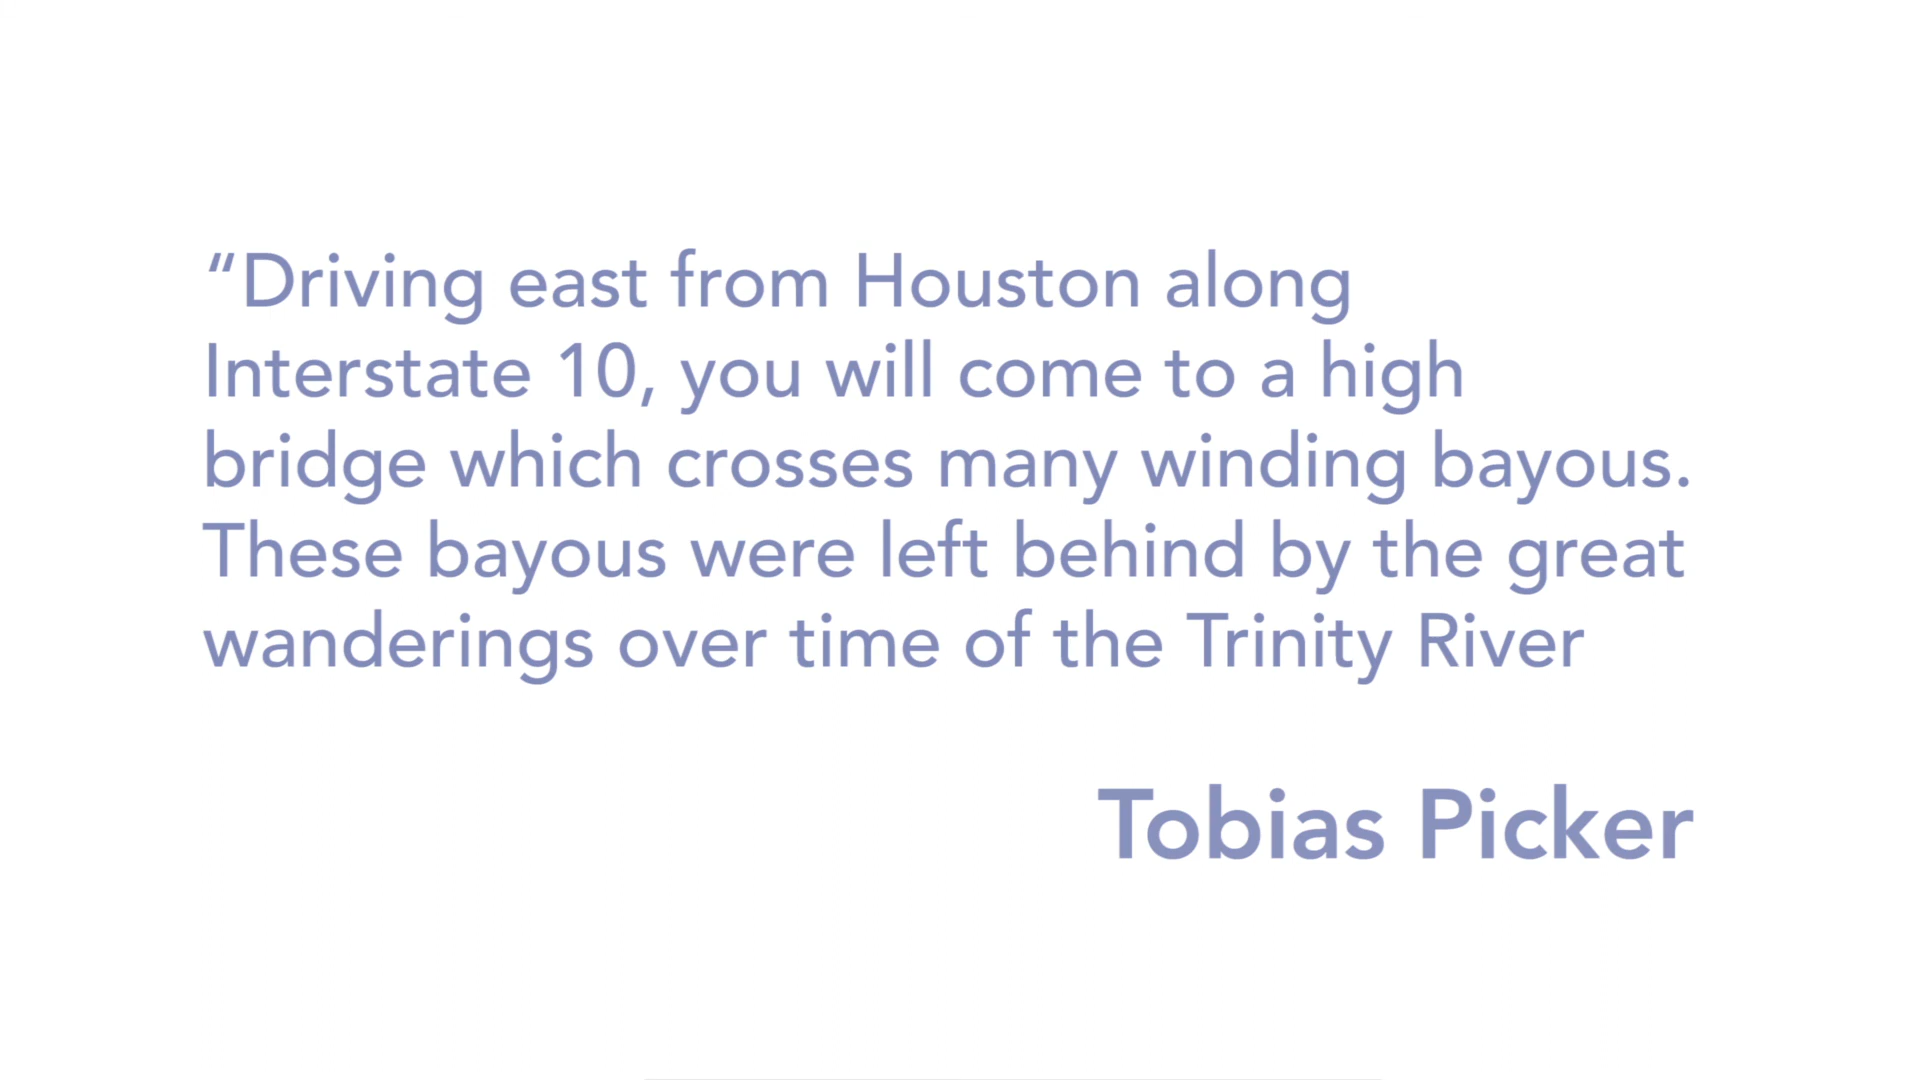 “Driving east from Houston along
Interstate 10, you will come to a high
bridge which crosses many winding bayous.
These bayous were left behind by the great
wanderings over time of the Trinity River
Tobias Picker